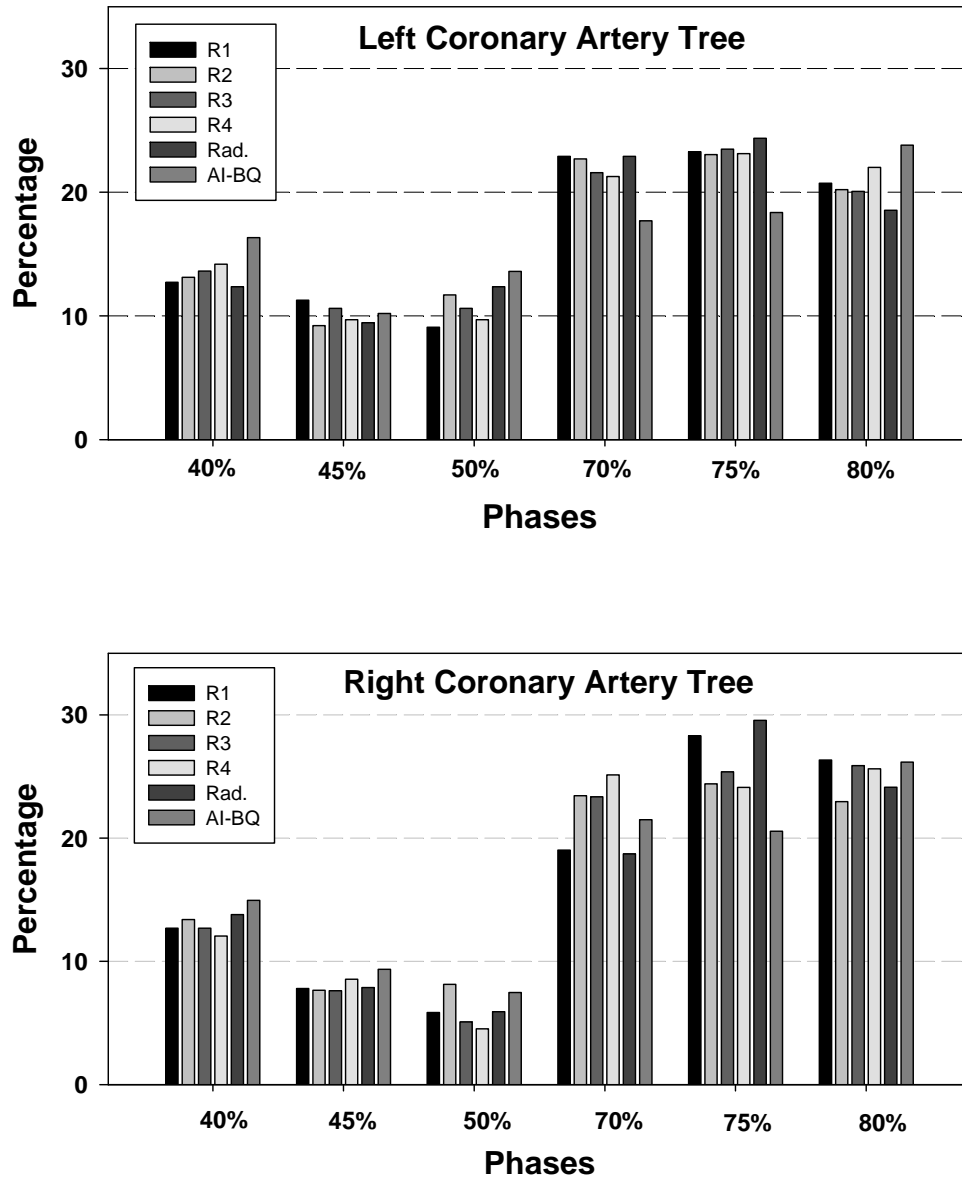 Left Coronary Artery Tree
R1
R2
R3
R4
Rad.
AI-BQ
30
20
10
0
Percentage
40% 45% 50% 70% 75% 80%
Phases
Right Coronary Artery Tree
R1
R2
R3
R4
Rad.
AI-BQ
30
20
10
0
Percentage
40% 45% 50% 70% 75% 80%
Phases